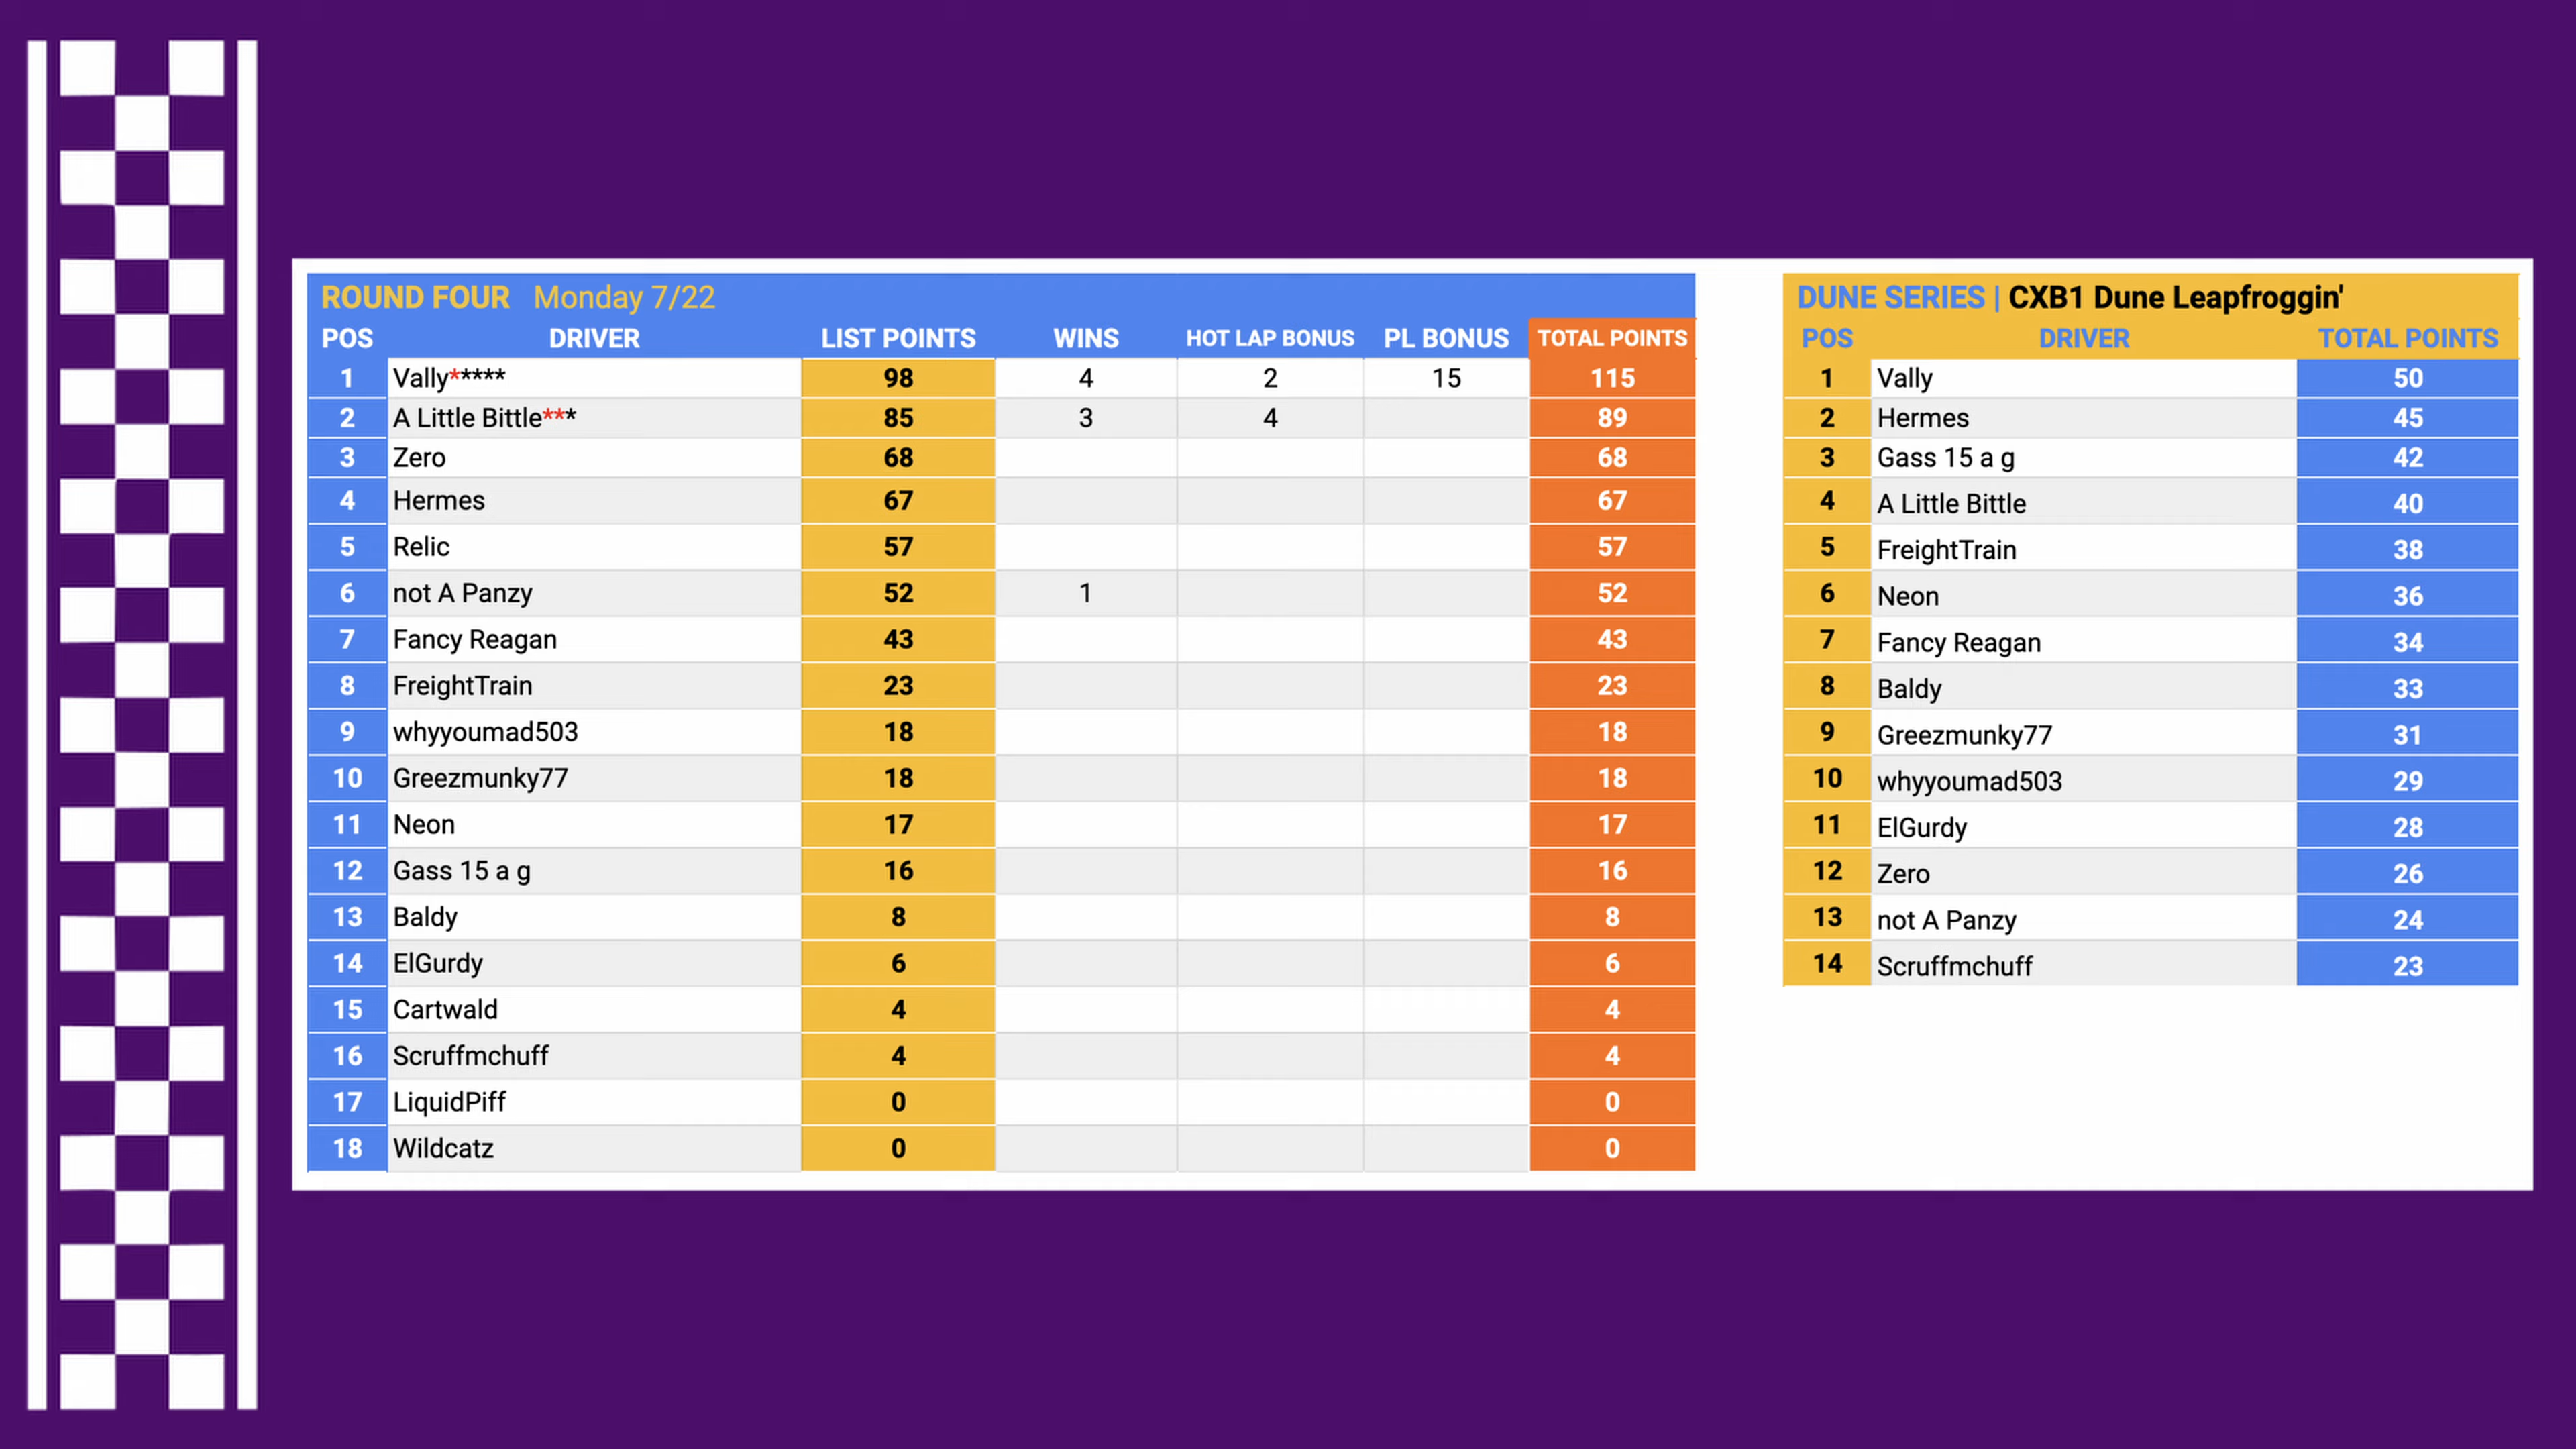 ROUND FOUR Monday 7/22
POS DRIVER LIST POINTS WINS HOT LAP BONUS PL BONUS TOTAL POINTS
1 Vally***** 98 4 2 15 115
2 A Little Bittle*** 85 3 4 89
3 Zero 68 68
4 Hermes 67 67
5 Relic 57 57
6 not A Panzy 52 1 52
7 Fancy Reagan 43 43
8 FreightTrain 23 23
9 whyyoumad503 18 18
10 Greezmunky77 18 18
11 Neon 17 17
12 Gass 15 a g 16 16
13 Baldy 8 8
14 ElGurdy 6 6
15 Cartwald 4 4
16 Scruffmchuff 4 4
17 LiquidPiff 0 0
18 Wildcatz 0 0
DUNE SERIES | CXB1 Dune Leapfroggin'
POS DRIVER TOTAL POINTS
1 Vally 50
2 Hermes 45
3 Gass 15 a g 42
4 A Little Bittle 40
5 FreightTrain 38
6 Neon 36
7 Fancy Reagan 34
8 Baldy 33
9 Greezmunky77 31
10 whyyoumad503 29
11 ElGurdy 28
12 Zero 26
13 not A Panzy 24
14 Scruffmchuff 23